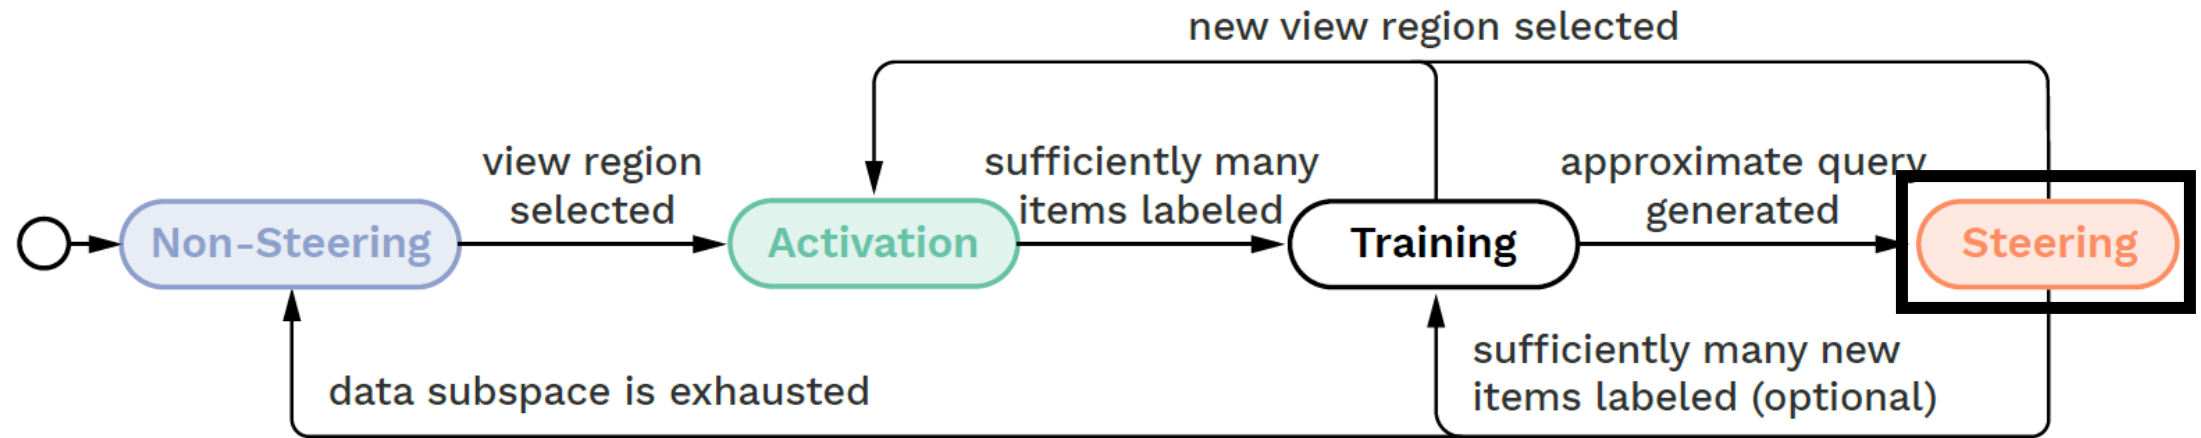 new view region selected
view region
selected
sufficiently many
items labeled
approximate query
generated
Non-Steering
Activation
Training
Steering
data subspace is exhausted
sufficiently many new
items labeled (optional)